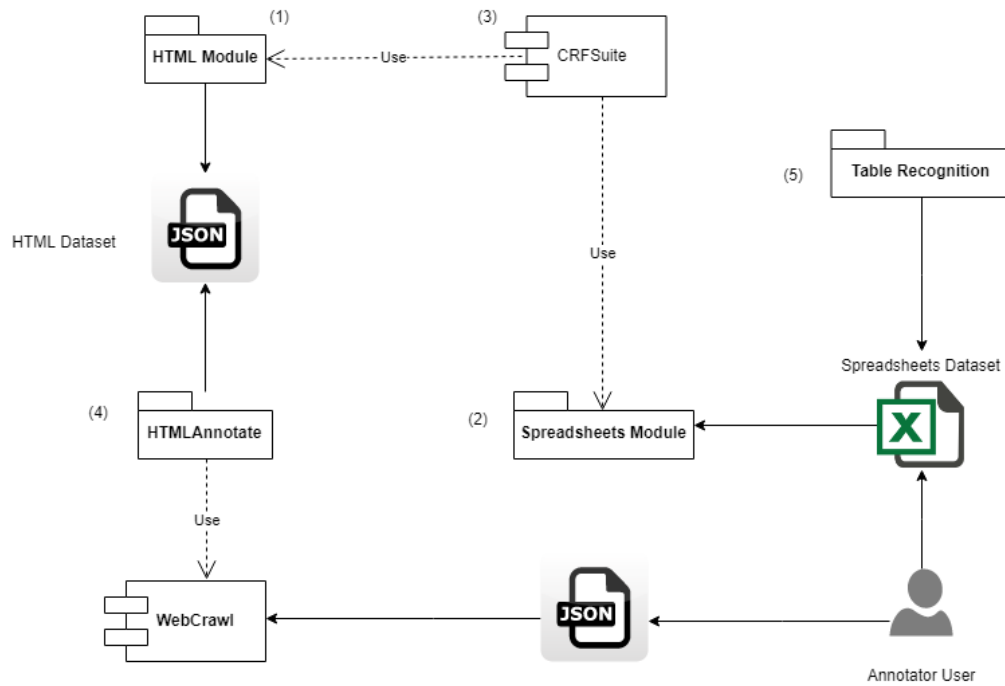 (1)
(3)
HTML Module
Use
CRFSuite
Table Recognition
(5)
JSON
HTML Dataset
Use
Spreadsheets Dataset
(4)
HTMLAnnotate
(2)
Spreadsheets Module
X
Use
WebCrawl
JSON
Annotator User